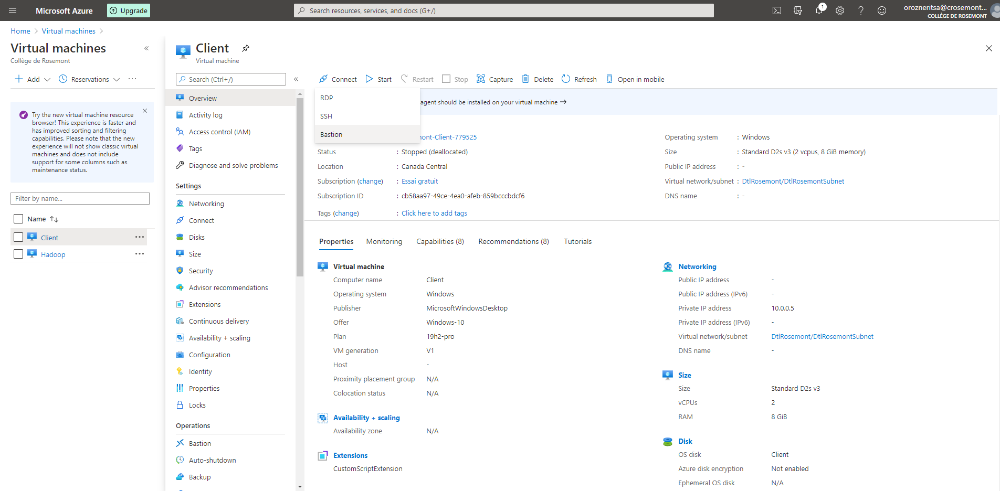 Microsoft Azure
Upgrade
Search resources, services, and docs (G+/)
1
orozneritsa@crosemont...
COLLÈGE DE ROSEMONT
Home > Virtual machines >
Virtual machines
Collège de Rosemont
Add
Reservations
Try the new virtual machine resource
browser! This experience is faster and
has improved sorting and filtering
capabilities. Please note that the new
experience will not show classic virtual
machines and does not include
support for some columns such as
maintenance status.
Filter by name...
Name
Client
Hadoop
Client
Virtual machine
Search (Ctrl+/)
Overview
Activity log
Access control (IAM)
Tags
Diagnose and solve problems
Settings
Networking
Connect
Disks
Size
Security
Advisor recommendations
Extensions
Continuous delivery
Availability + scaling
Configuration
Identity
Properties
Locks
Operations
Bastion
Auto-shutdown
Backup
Connect
Start
Restart
Stop
Capture
Delete
Refresh
Open in mobile
RDP
SSH
Bastion
agent should be installed on your virtual machine →
mont-Client-779525
Status : Stopped (deallocated)
Location : Canada Central
Subscription (change) : Essai gratuit
Subscription ID : cb58aa97-49ce-4ea0-afeb-859bcccbdcf6
Tags (change) : Click here to add tags
Operating system : Windows
Size : Standard D2s v3 (2 vcpus, 8 GiB memory)
Public IP address : -
Virtual network/subnet : DtlRosemont/DtlRosemontSubnet
DNS name : -
Properties
Monitoring
Capabilities (8)
Recommendations (8)
Tutorials
Virtual machine
Computer name Client
Operating system Windows
Publisher MicrosoftWindowsDesktop
Offer Windows-10
Plan 19h2-pro
VM generation V1
Host -
Proximity placement group N/A
Colocation status N/A
Availability + scaling
Availability zone N/A
Extensions
CustomScriptExtension
Networking
Public IP address -
Public IP address (IPv6) -
Private IP address 10.0.0.5
Private IP address (IPv6) -
Virtual network/subnet DtlRosemont/DtlRosemontSubnet
DNS name -
Size
Size Standard D2s v3
vCPUs 2
RAM 8 GiB
Disk
OS disk Client
Azure disk encryption Not enabled
Ephemeral OS disk N/A